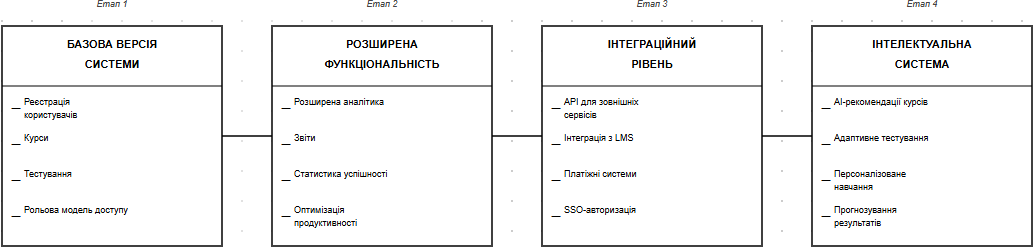 Етап 1
БАЗОВА ВЕРСІЯ
СИСТЕМИ
Реєстрація
користувачів
Курси
Тестування
Рольова модель доступу
Етап 2
РОЗШИРЕНА
ФУНКЦІОНАЛЬНІСТЬ
Розширена аналітика
Звіти
Статистика успішності
Оптимізація
продуктивності
Етап 3
ІНТЕГРАЦІЙНИЙ
РІВЕНЬ
API для зовнішніх
сервісів
Інтеграція з LMS
Платіжні системи
SSO-авторизація
Етап 4
ІНТЕЛЕКТУАЛЬНА
СИСТЕМА
AI-рекомендації курсів
Адаптивне тестування
Персоналізоване
навчання
Прогнозування
результатів